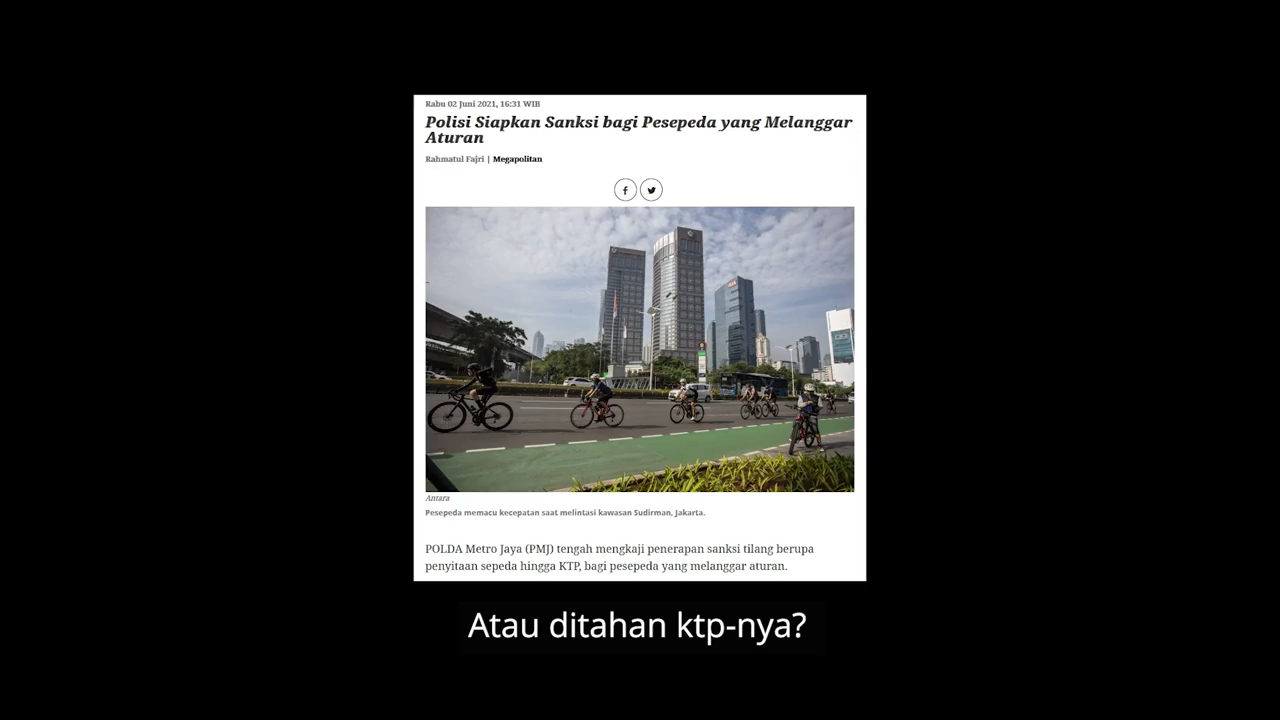 Rabu 02 Juni 2021, 16:31 WIB
Polisi Siapkan Sanksi bagi Pesepeda yang Melanggar
Aturan
Rahmatul Fajri | Megapolitan
Antara
Pesepeda memacu kecepatan saat melintasi kawasan Sudirman, Jakarta.
POLDA Metro Jaya (PMJ) tengah mengkaji penerapan sanksi tilang berupa
penyitaan sepeda hingga KTP, bagi pesepeda yang melanggar aturan.
Atau ditahan ktp-nya?